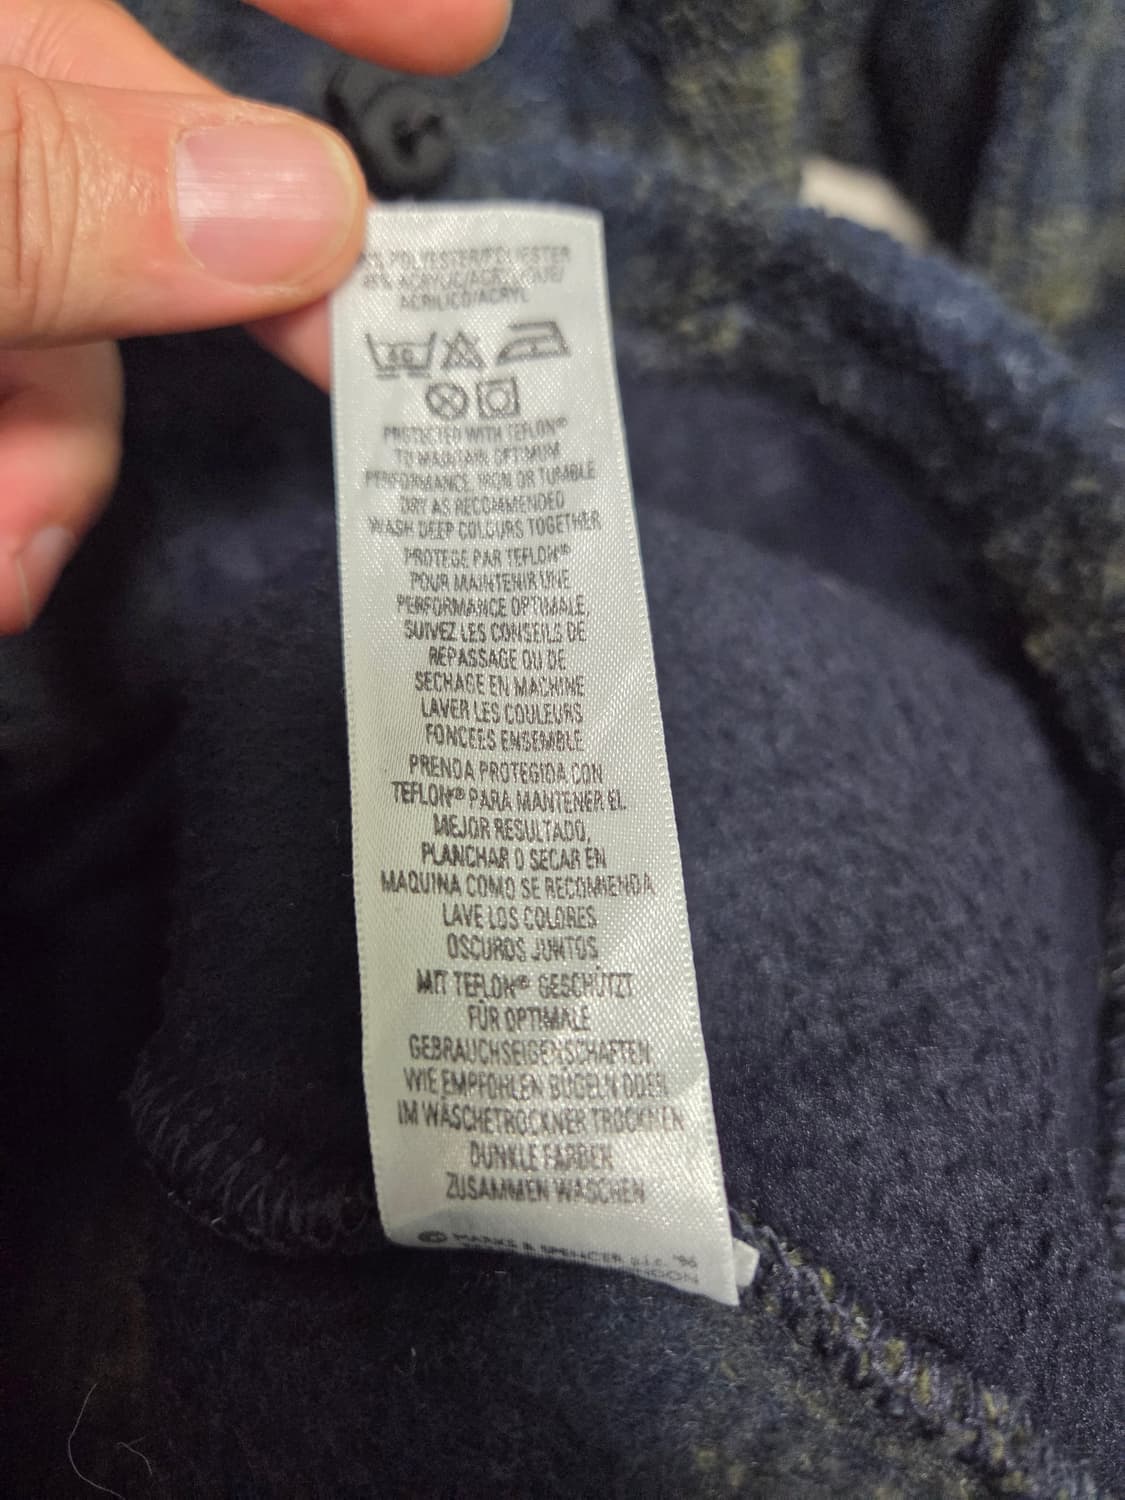 POLYESTER/POLIESTER
ACRYLIC/ACRYLIQUE/
ACRILICO/ACRYL
40
PROTECTED WITH TEFLON®
TO MAINTAIN OPTIMUM
PERFORMANCE, IRON OR TUMBLE
DRY AS RECOMMENDED
WASH DEEP COLOURS TOGETHER
PROTEGE PAR TEFLON®
POUR MAINTENIR UNE
PERFORMANCE OPTIMALE,
SUIVEZ LES CONSEILS DE
REPASSAGE OU DE
SECHAGE EN MACHINE
LAVER LES COULEURS
FONCEES ENSEMBLE
PRENDA PROTEGIDA CON
TEFLON® PARA MANTENER EL
MEJOR RESULTADO,
PLANCHAR O SECAR EN
MAQUINA COMO SE RECOMIENDA
LAVE LOS COLORES
OSCUROS JUNTOS
MIT TEFLON® GESCHÜTZT
FÜR OPTIMALE
GEBRAUCHSEIGENSCHAFTEN
WIE EMPFOHLEN BÜGELN ODER
IM WÄSCHETROCKNER TROCKNEN
DUNKLE FARBEN
ZUSAMMEN WASCHEN
© MARKS & SPENCER P.L.C. '96